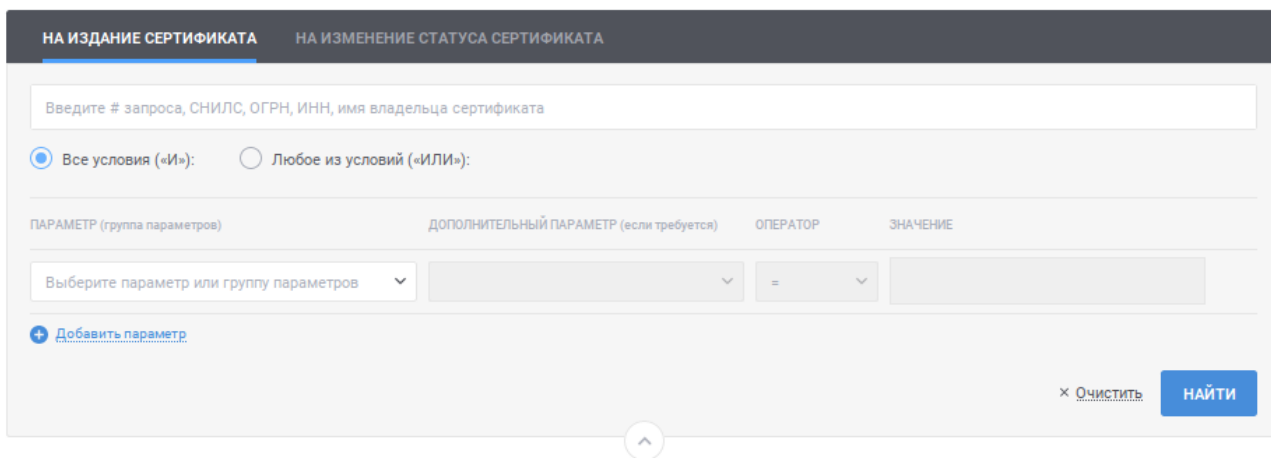 НА ИЗДАНИЕ СЕРТИФИКАТА НА ИЗМЕНЕНИЕ СТАТУСА СЕРТИФИКАТА
Введите # запроса, СНИЛС, ОГРН, ИНН, имя владельца сертификата
Все условия («И»): Любое из условий («ИЛИ»):
ПАРАМЕТР (группа параметров) ДОПОЛНИТЕЛЬНЫЙ ПАРАМЕТР (если требуется) ОПЕРАТОР ЗНАЧЕНИЕ
Выберите параметр или группу параметров =
Добавить параметр
× Очистить НАЙТИ